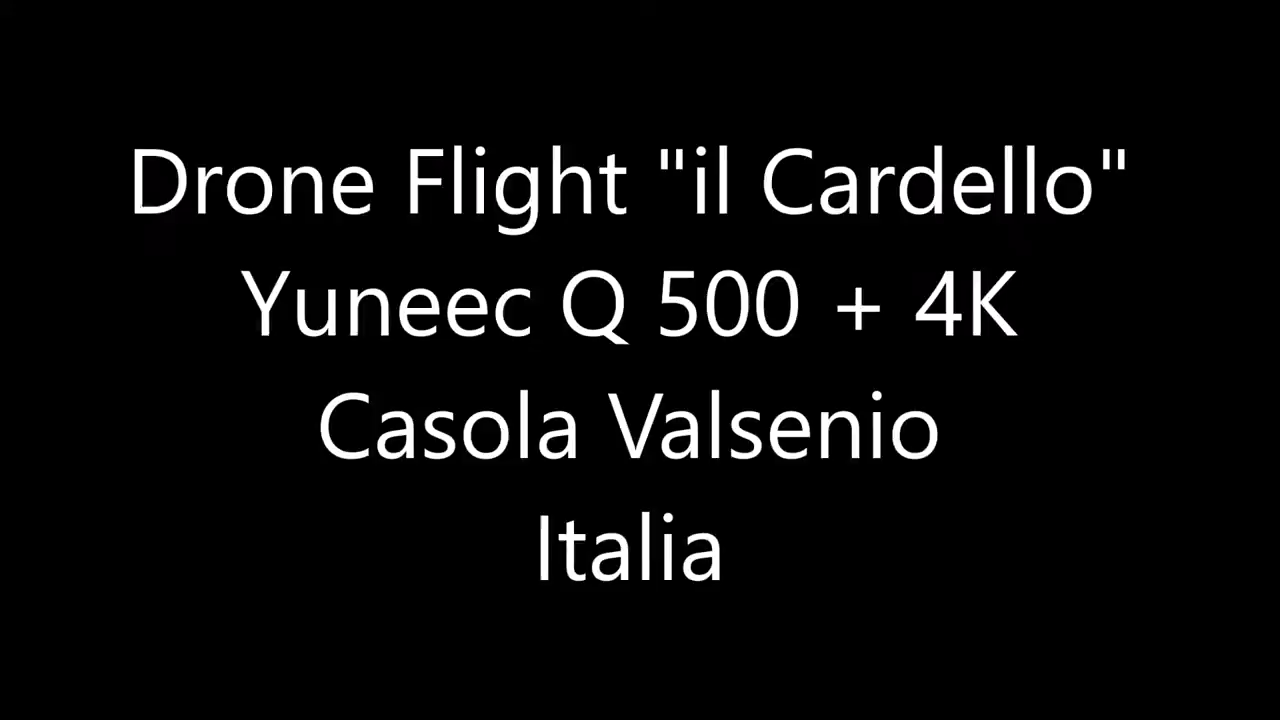 Drone Flight "il Cardello"
Yuneec Q 500 + 4K
Casola Valsenio
Italia